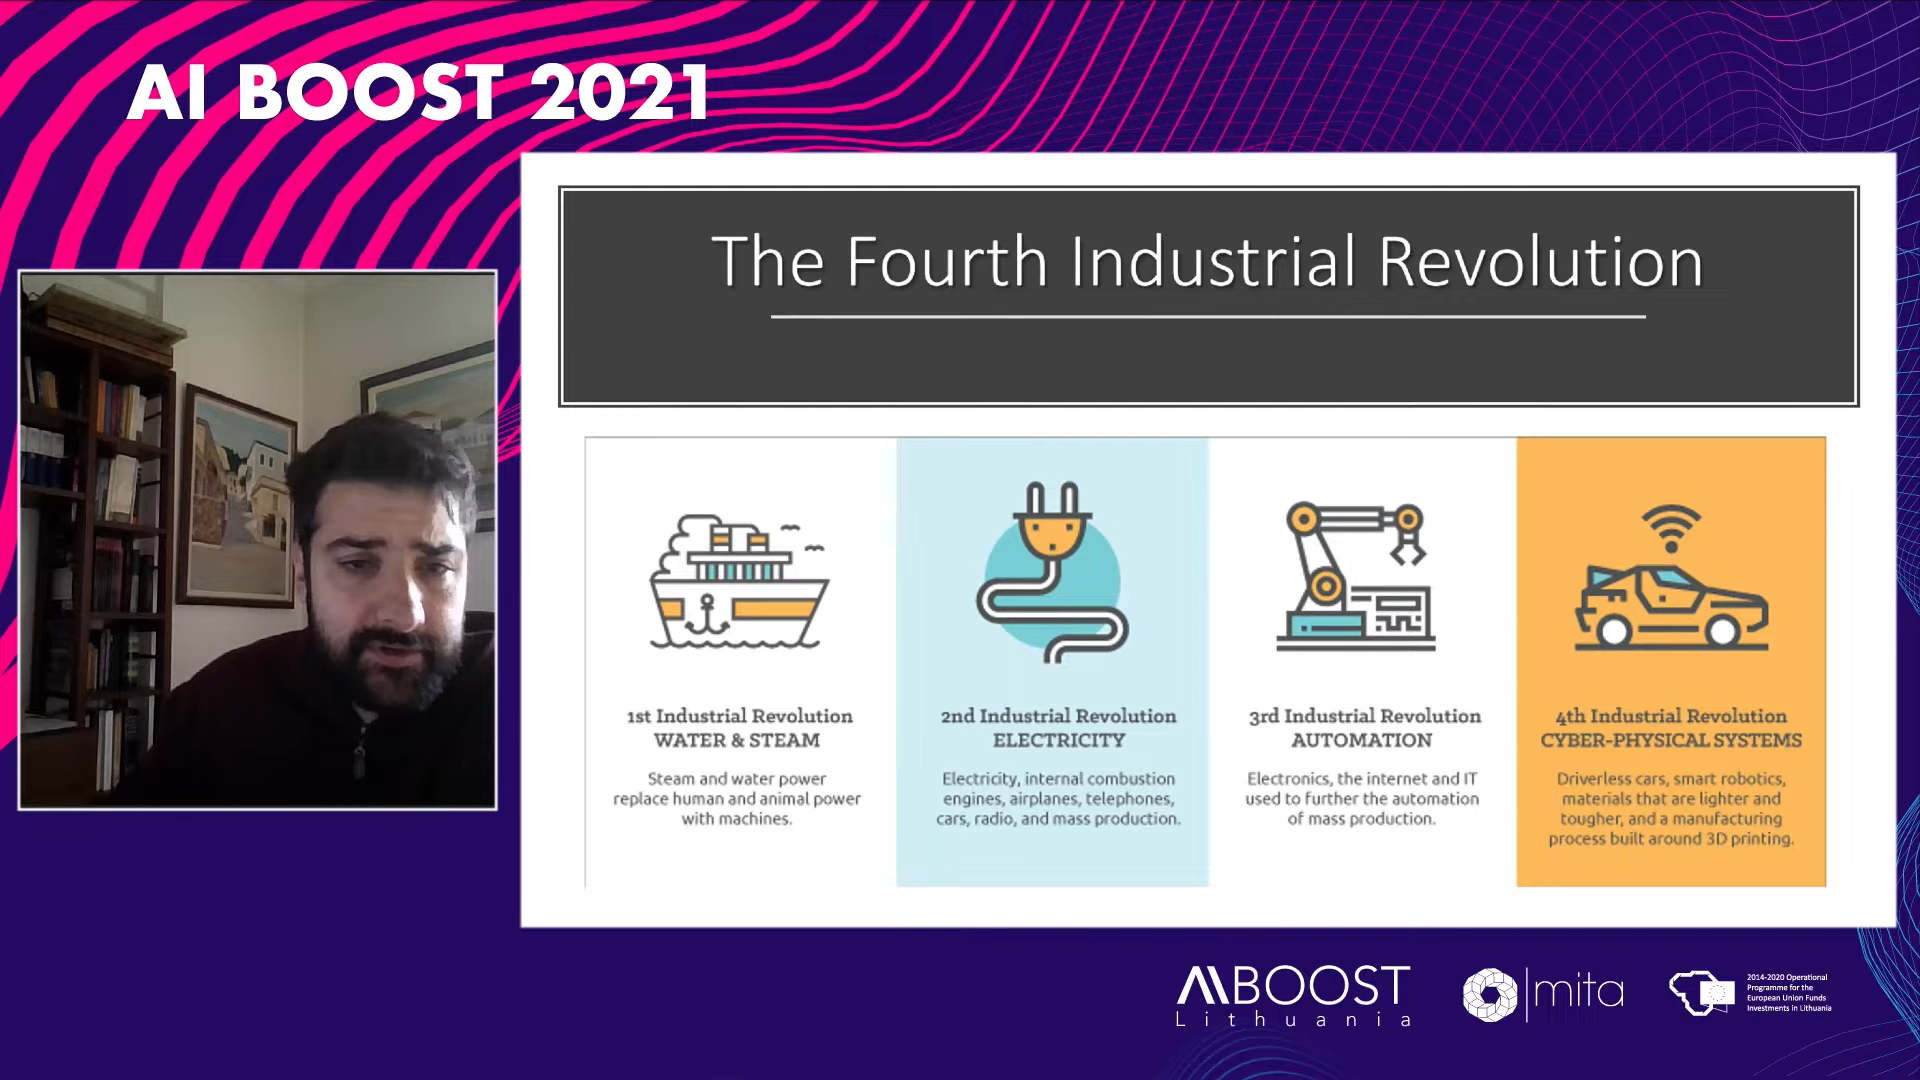 AI BOOST 2021
The Fourth Industrial Revolution
1st Industrial Revolution
WATER & STEAM
Steam and water power
replace human and animal power
with machines.
2nd Industrial Revolution
ELECTRICITY
Electricity, internal combustion
engines, airplanes, telephones,
cars, radio, and mass production.
3rd Industrial Revolution
AUTOMATION
Electronics, the internet and IT
used to further the automation
of mass production.
4th Industrial Revolution
CYBER-PHYSICAL SYSTEMS
Driverless cars, smart robotics,
materials that are lighter and
tougher, and a manufacturing
process built around 3D printing.
AI BOOST
Lithuania
mita
2014-2020 Operational
Programme for the
European Union Funds
Investments in Lithuania